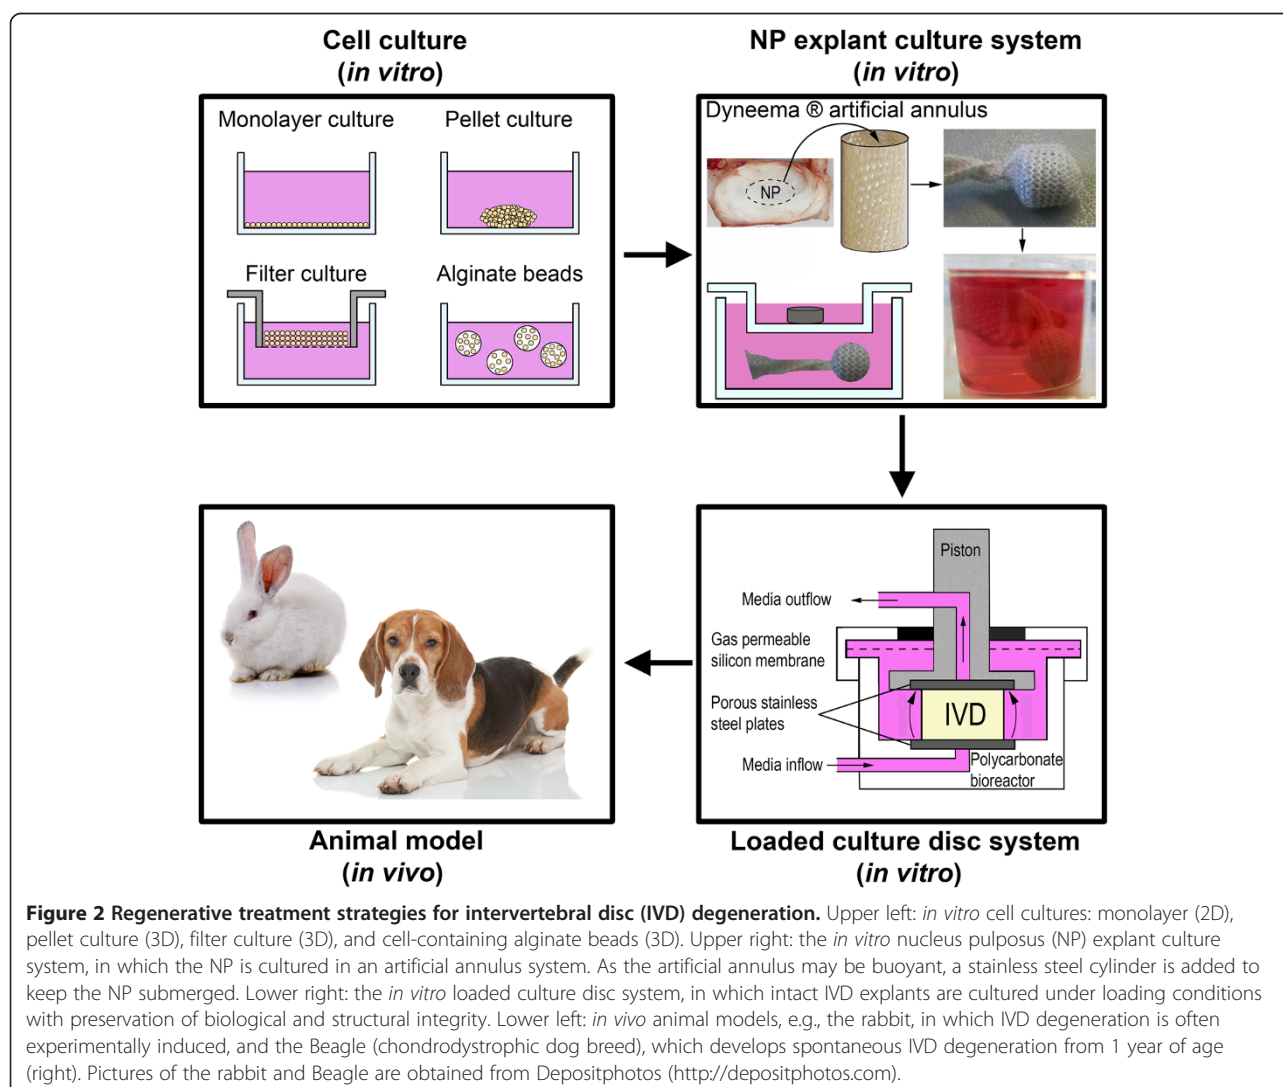 Cell culture
(in vitro)
NP explant culture system
(in vitro)
Monolayer culture
Pellet culture
Filter culture
Alginate beads
Dyneema ® artificial annulus
NP
Piston
Media outflow
Gas permeable
silicon membrane
Porous stainless
steel plates
IVD
Media inflow
Polycarbonate
bioreactor
Animal model
(in vivo)
Loaded culture disc system
(in vitro)
Figure 2 Regenerative treatment strategies for intervertebral disc (IVD) degeneration. Upper left: in vitro cell cultures: monolayer (2D),
pellet culture (3D), filter culture (3D), and cell-containing alginate beads (3D). Upper right: the in vitro nucleus pulposus (NP) explant culture
system, in which the NP is cultured in an artificial annulus system. As the artificial annulus may be buoyant, a stainless steel cylinder is added to
keep the NP submerged. Lower right: the in vitro loaded culture disc system, in which intact IVD explants are cultured under loading conditions
with preservation of biological and structural integrity. Lower left: in vivo animal models, e.g., the rabbit, in which IVD degeneration is often
experimentally induced, and the Beagle (chondrodystrophic dog breed), which develops spontaneous IVD degeneration from 1 year of age
(right). Pictures of the rabbit and Beagle are obtained from Depositphotos (http://depositphotos.com).